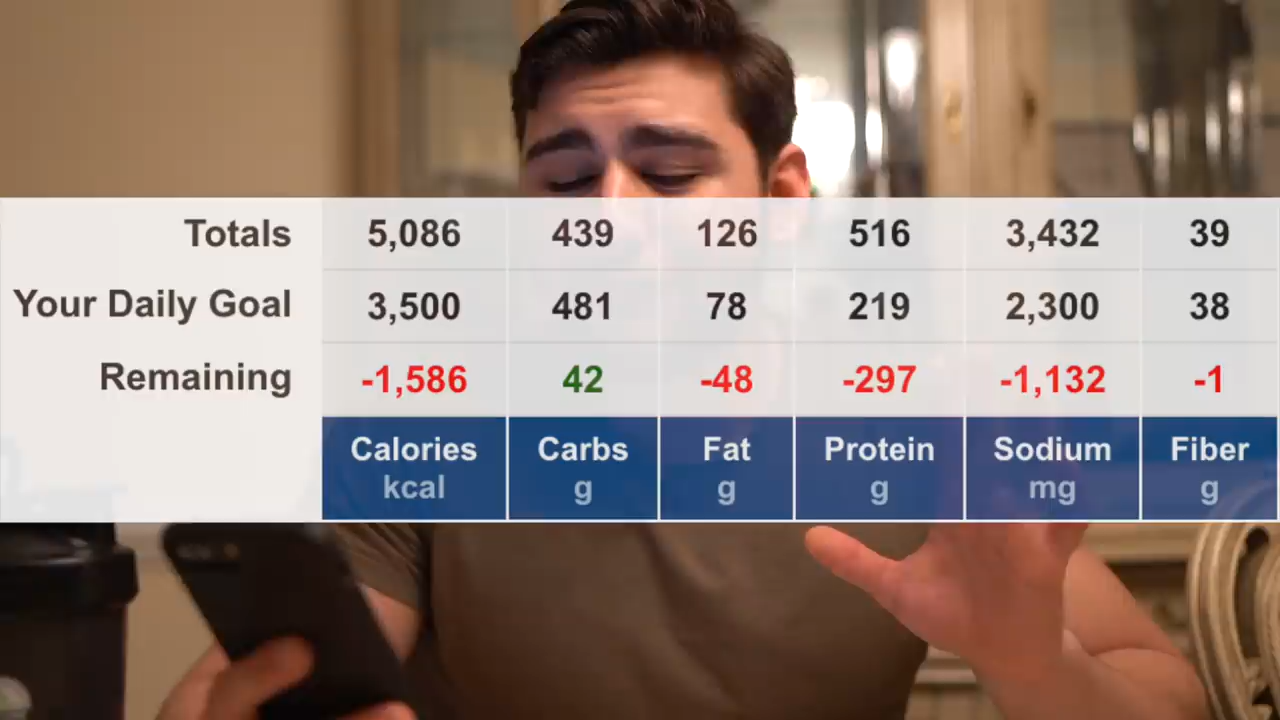 Totals 5,086 439 126 516 3,432 39
Your Daily Goal 3,500 481 78 219 2,300 38
Remaining -1,586 42 -48 -297 -1,132 -1
Calories Carbs Fat Protein Sodium Fiber
kcal g g g mg g